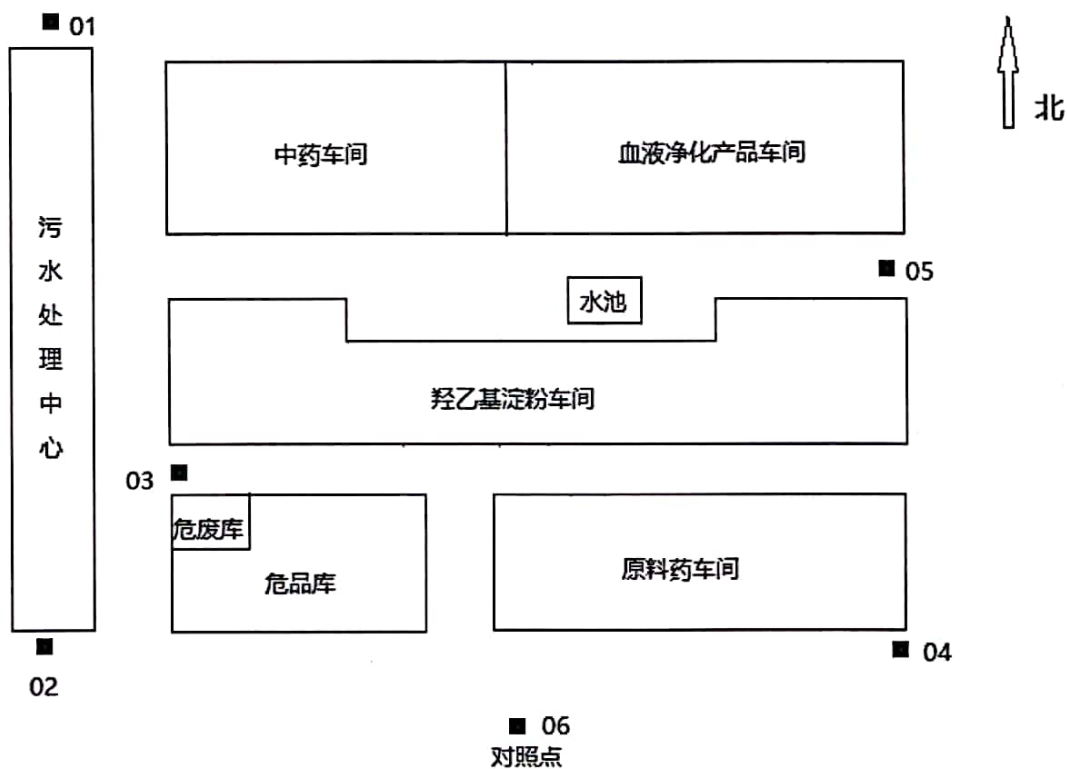 01
北
中药车间
血液净化产品车间
污水处理中心
05
水池
羟乙基淀粉车间
03
危废库
危品库
原料药车间
04
02
06
对照点